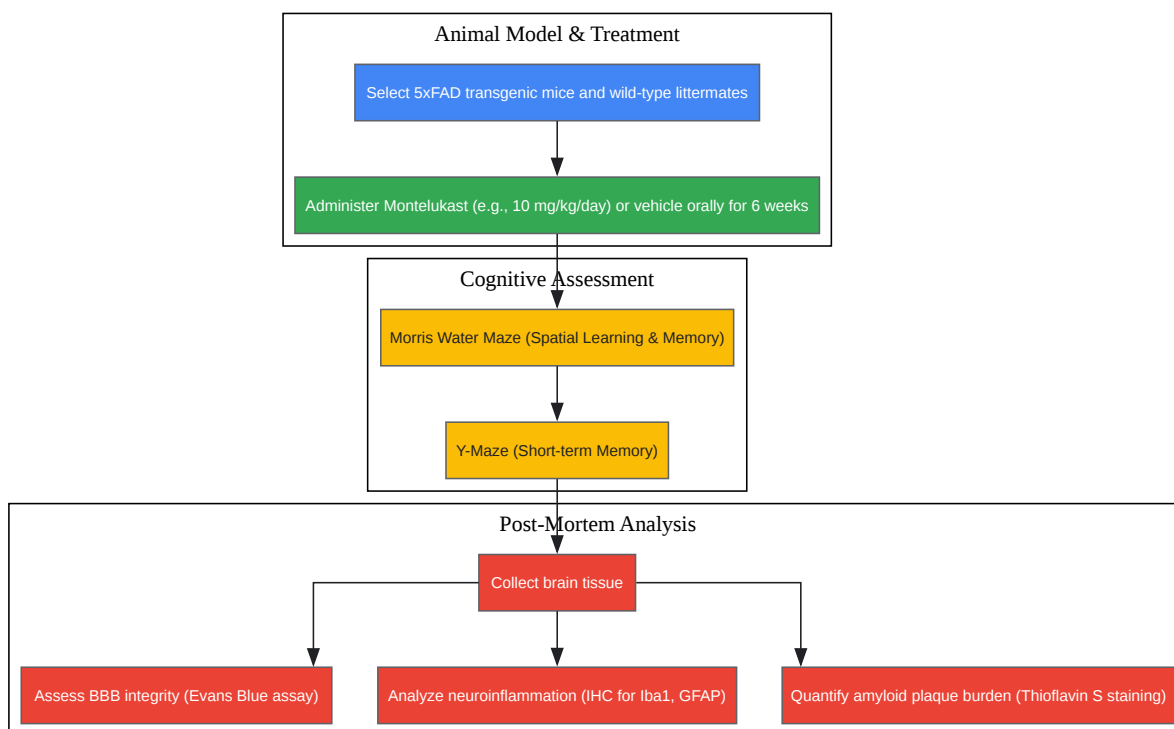 Animal Model & Treatment
Select 5xFAD transgenic mice and wild-type littermates
Administer Montelukast (e.g., 10 mg/kg/day) or vehicle orally for 6 weeks
Cognitive Assessment
Morris Water Maze (Spatial Learning & Memory)
Y-Maze (Short-term Memory)
Post-Mortem Analysis
Collect brain tissue
Assess BBB integrity (Evans Blue assay)
Analyze neuroinflammation (IHC for Iba1, GFAP)
Quantify amyloid plaque burden (Thioflavin S staining)